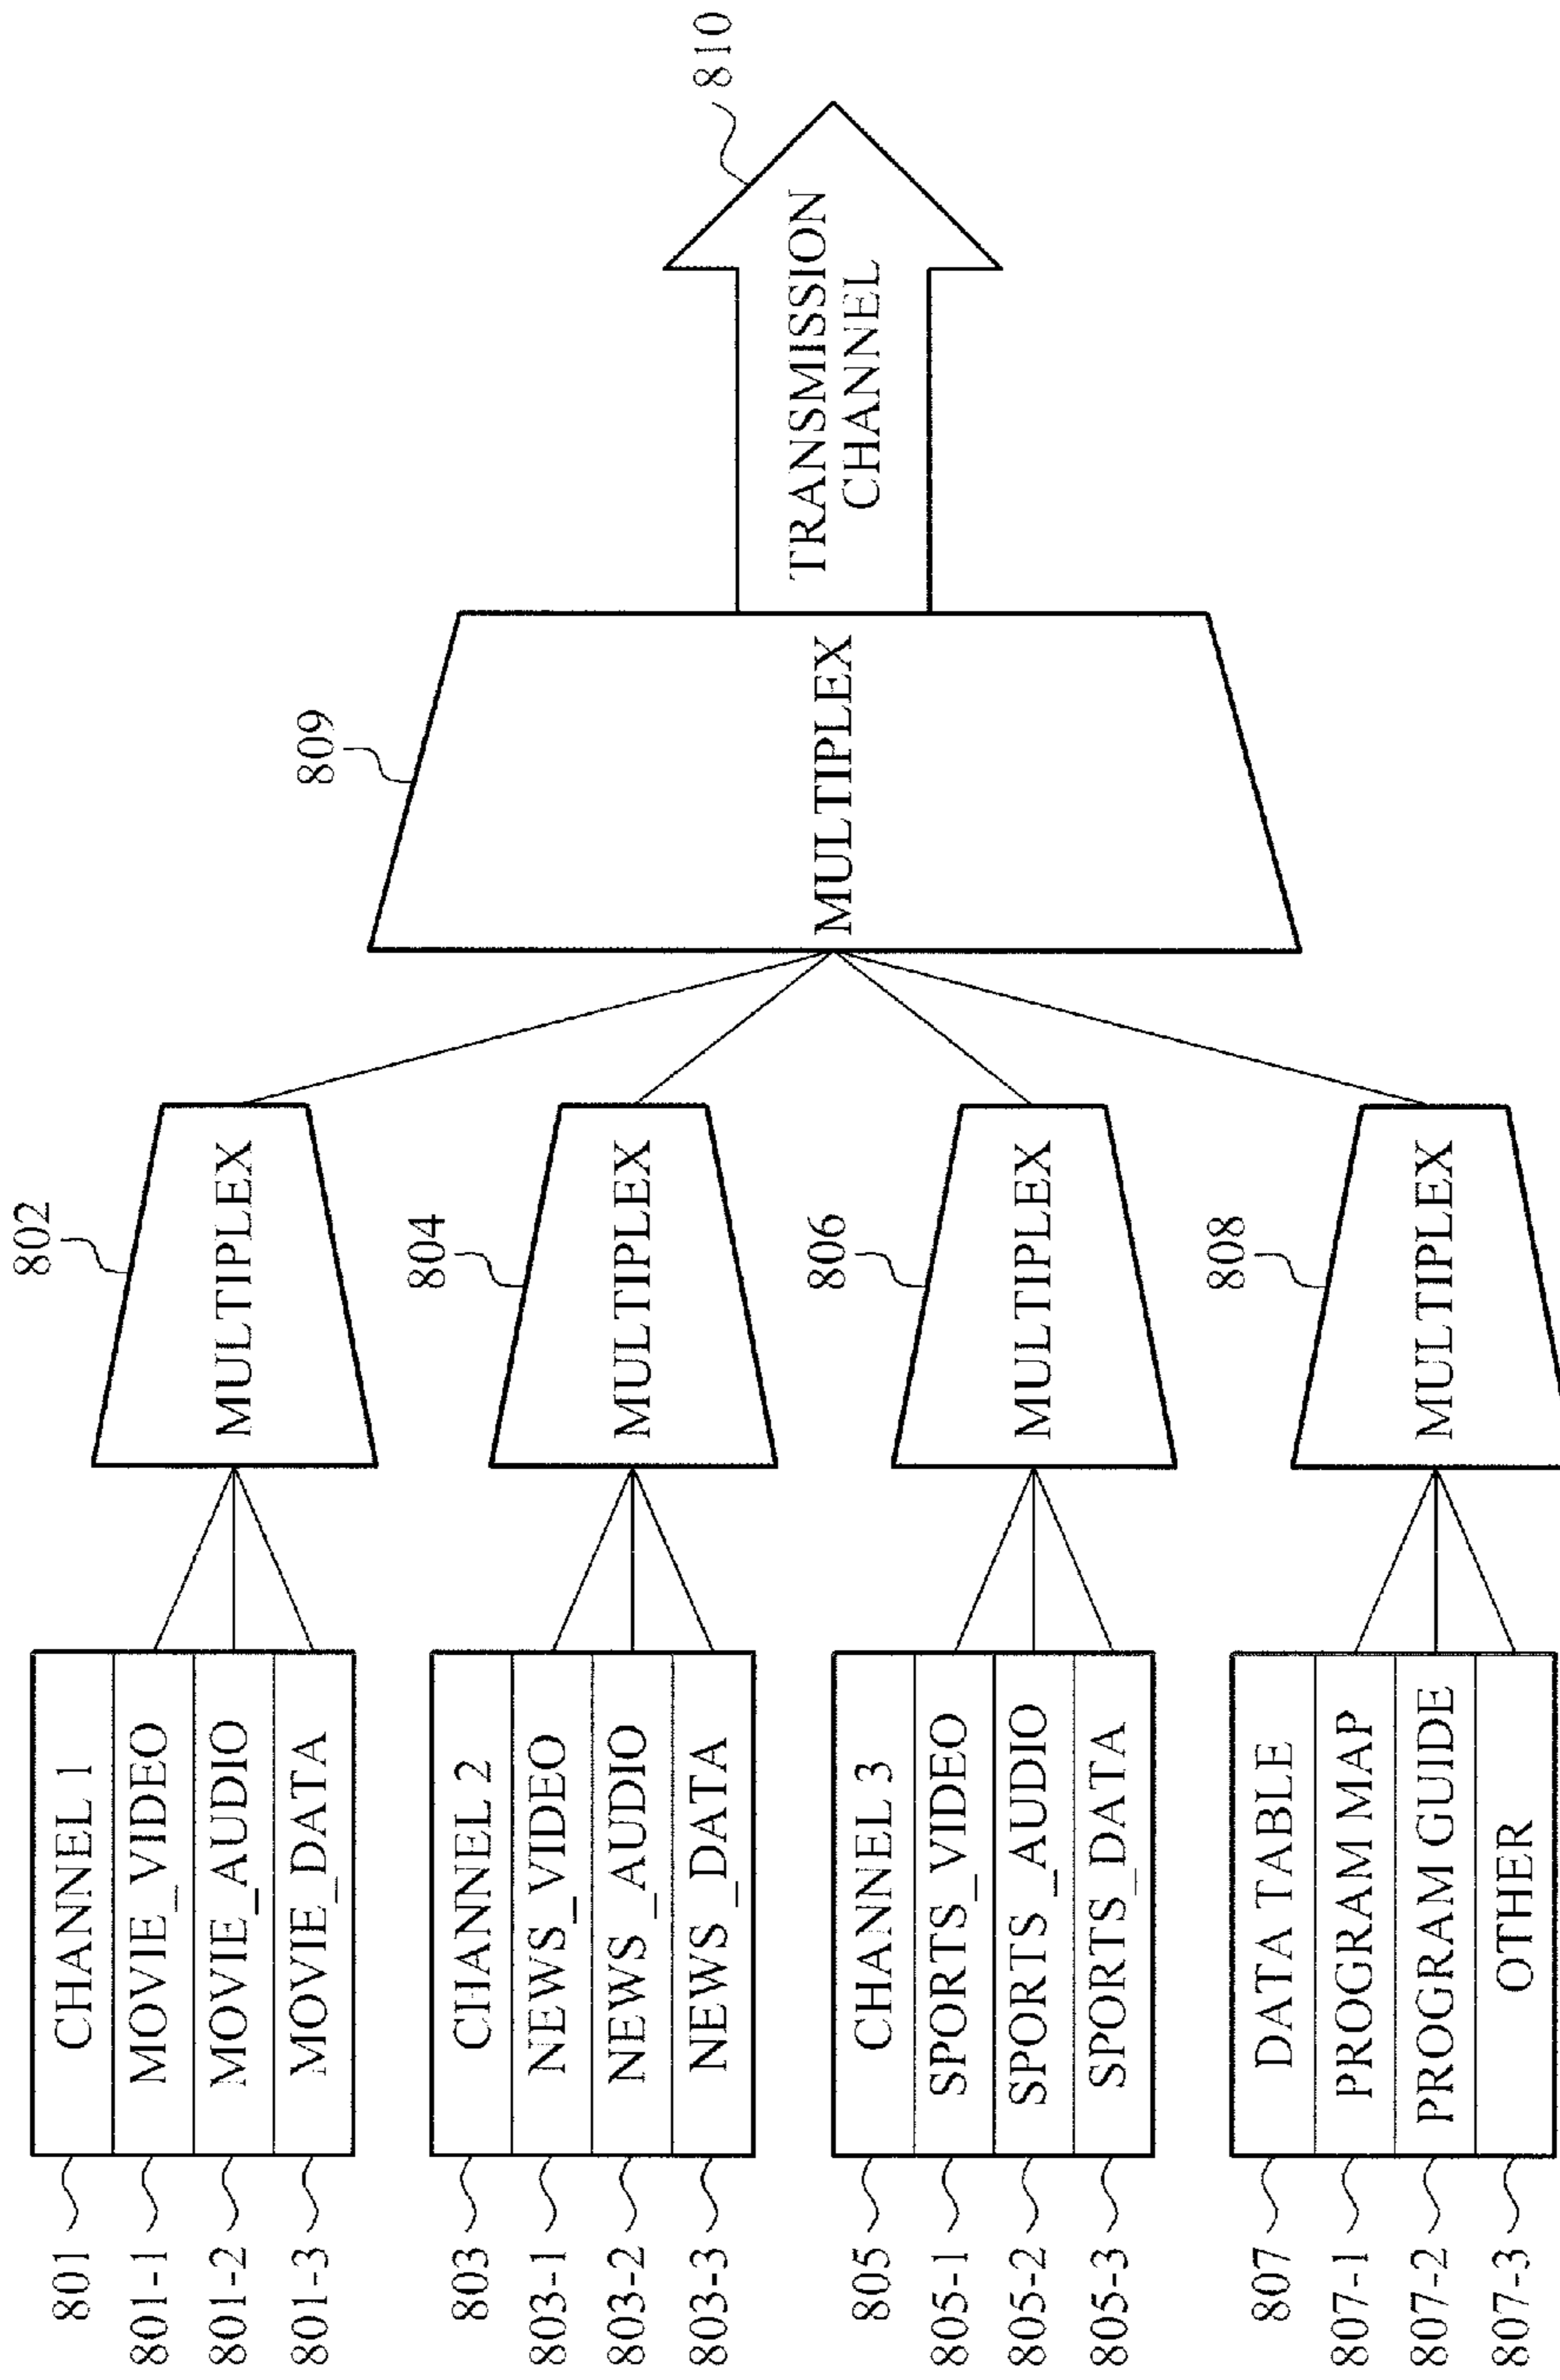 801
801-1
801-2
801-3
CHANNEL 1
MOVIE_VIDEO
MOVIE_AUDIO
MOVIE_DATA
802
MULTIPLEX
803
803-1
803-2
803-3
CHANNEL 2
NEWS_VIDEO
NEWS_AUDIO
NEWS_DATA
804
MULTIPLEX
805
805-1
805-2
805-3
CHANNEL 3
SPORTS_VIDEO
SPORTS_AUDIO
SPORTS_DATA
806
MULTIPLEX
807
807-1
807-2
807-3
DATA TABLE
PROGRAM MAP
PROGRAM GUIDE
OTHER
808
MULTIPLEX
809
MULTIPLEX
810
TRANSMISSION
CHANNEL